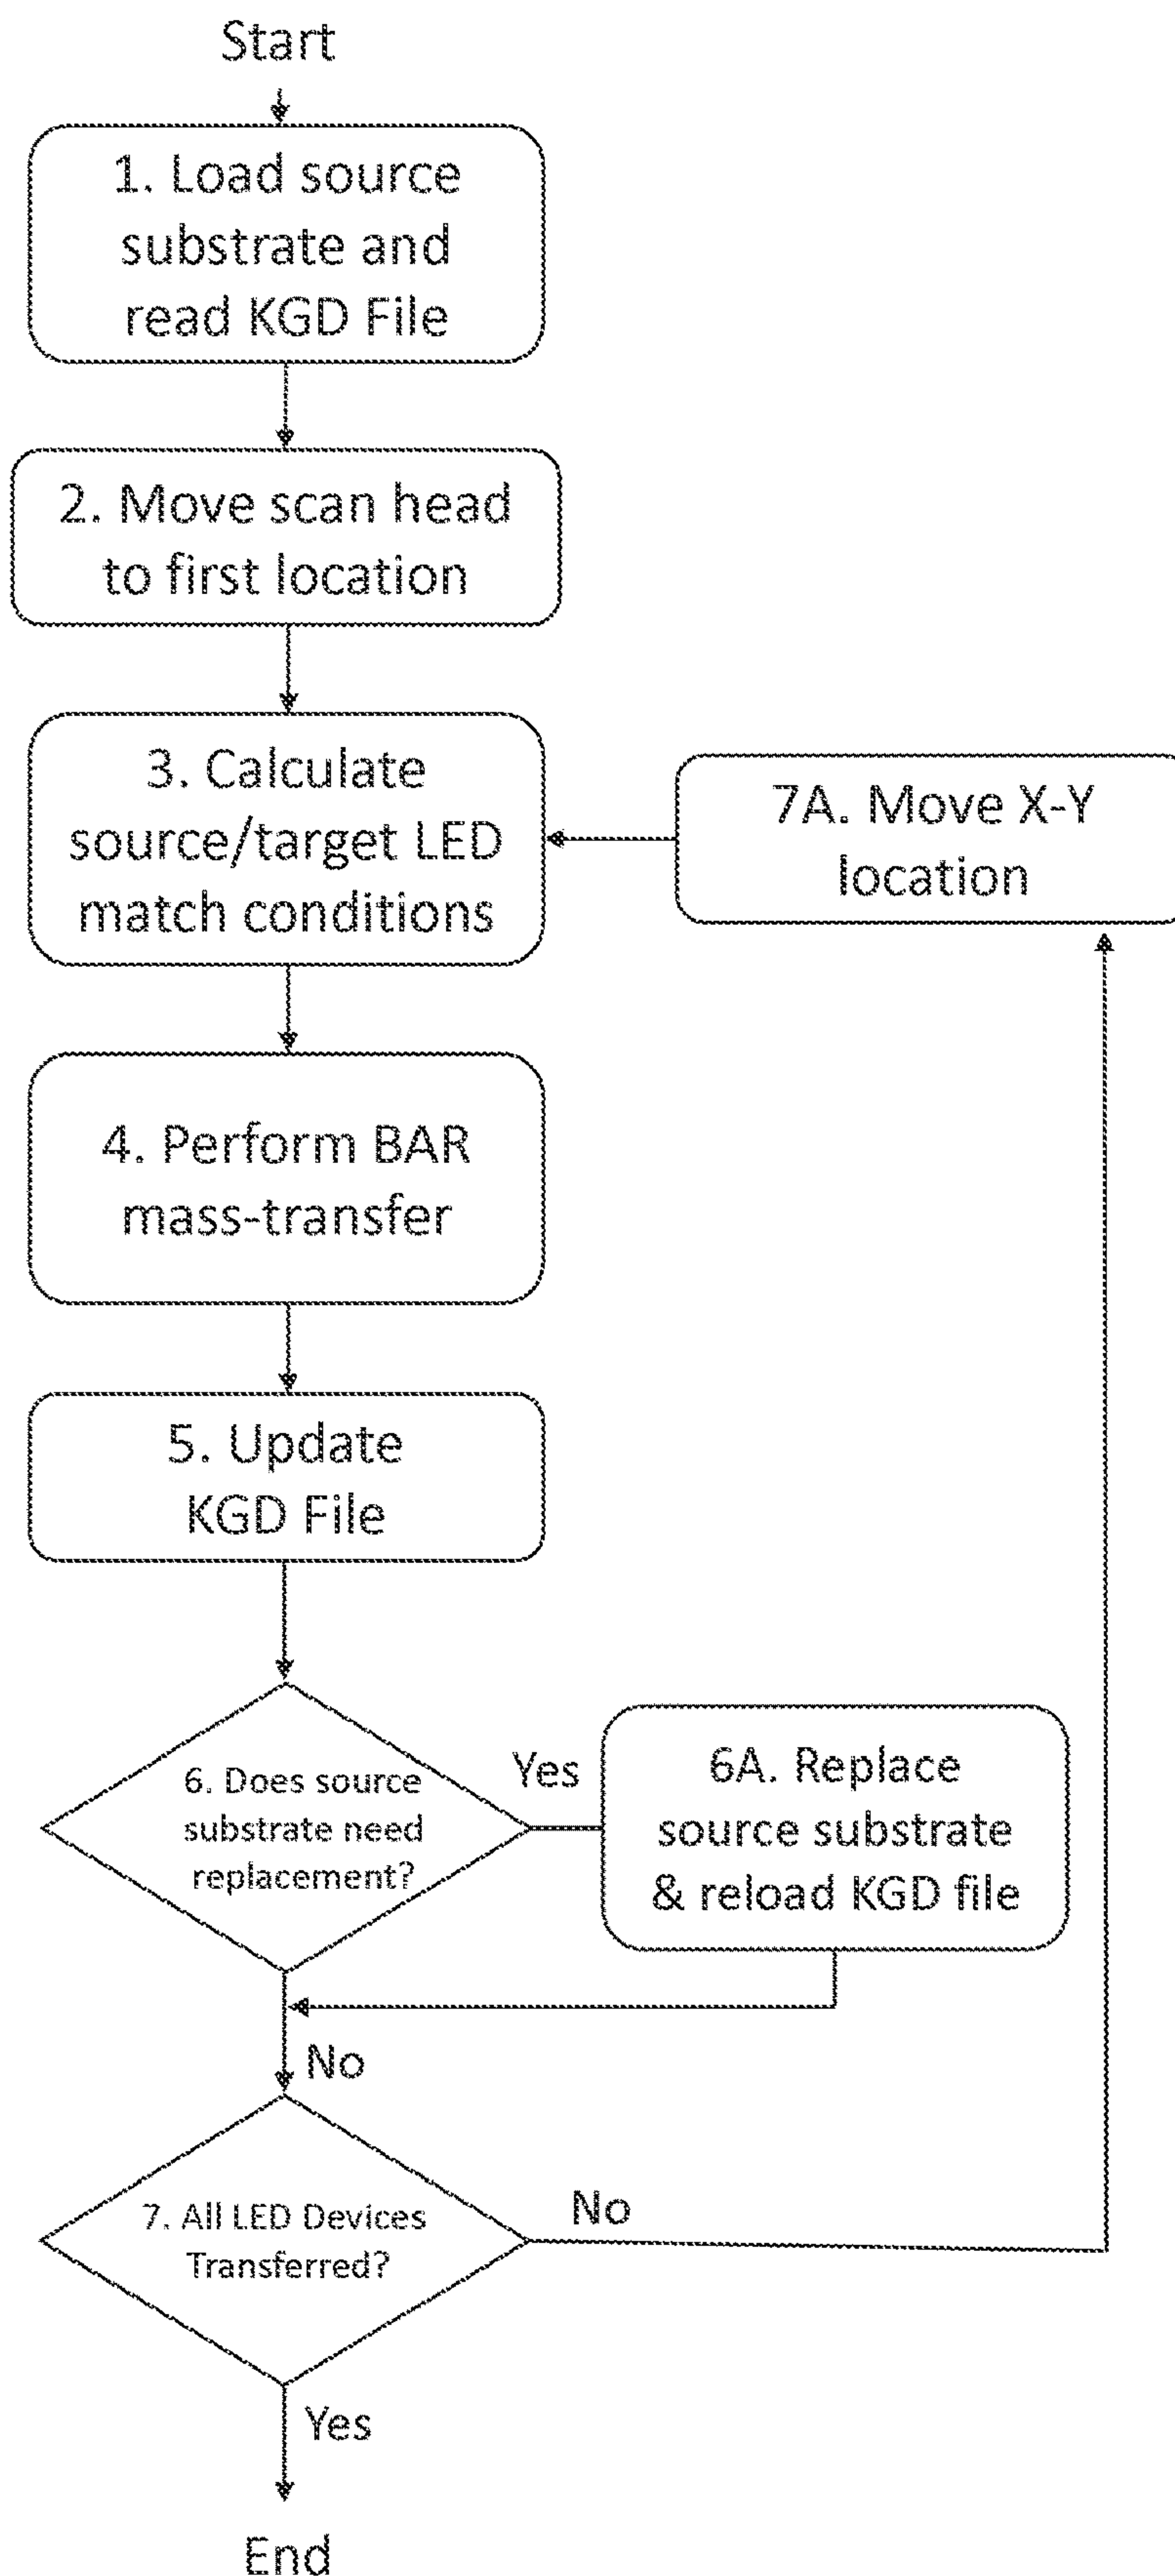 Start
1. Load source
substrate and
read KGD File
2. Move scan head
to first location
3. Calculate
source/target LED
match conditions
7A. Move X-Y
location
4. Perform BAR
mass-transfer
5. Update
KGD File
6. Does source
substrate need
replacement?
Yes
6A. Replace
source substrate
& reload KGD file
No
7. All LED Devices
Transferred?
No
Yes
End